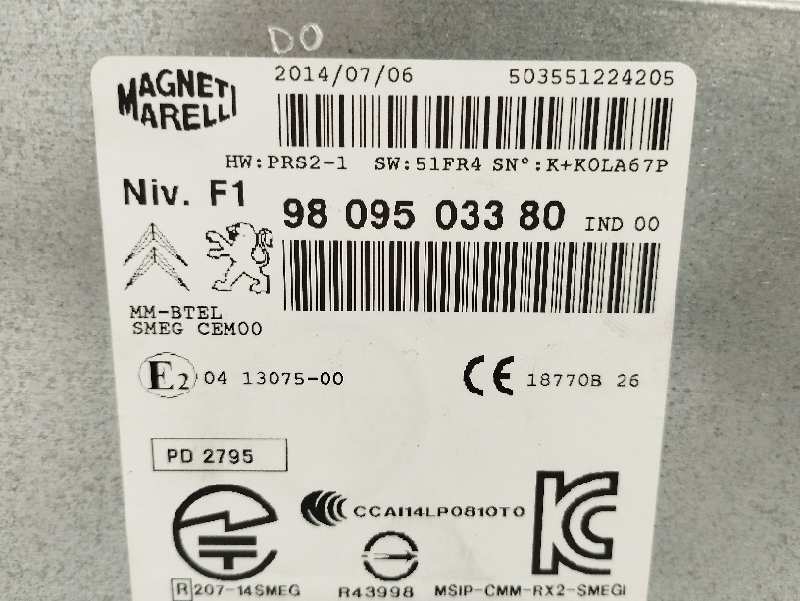 DO
2014/07/06 503551224205
MAGNETI
MARELLI
HW:PRS2-1 SW:51FR4 SN°:K+KOLA67P
Niv. F1
98 095 033 80 IND 00
MM-BTEL
SMEG CEM00
E2 04 13075-00
CE 18770B 26
PD 2795
CCAI14LP0810T0
R 207-14SMEG
R43998
MSIP-CMM-RX2-SMEGI